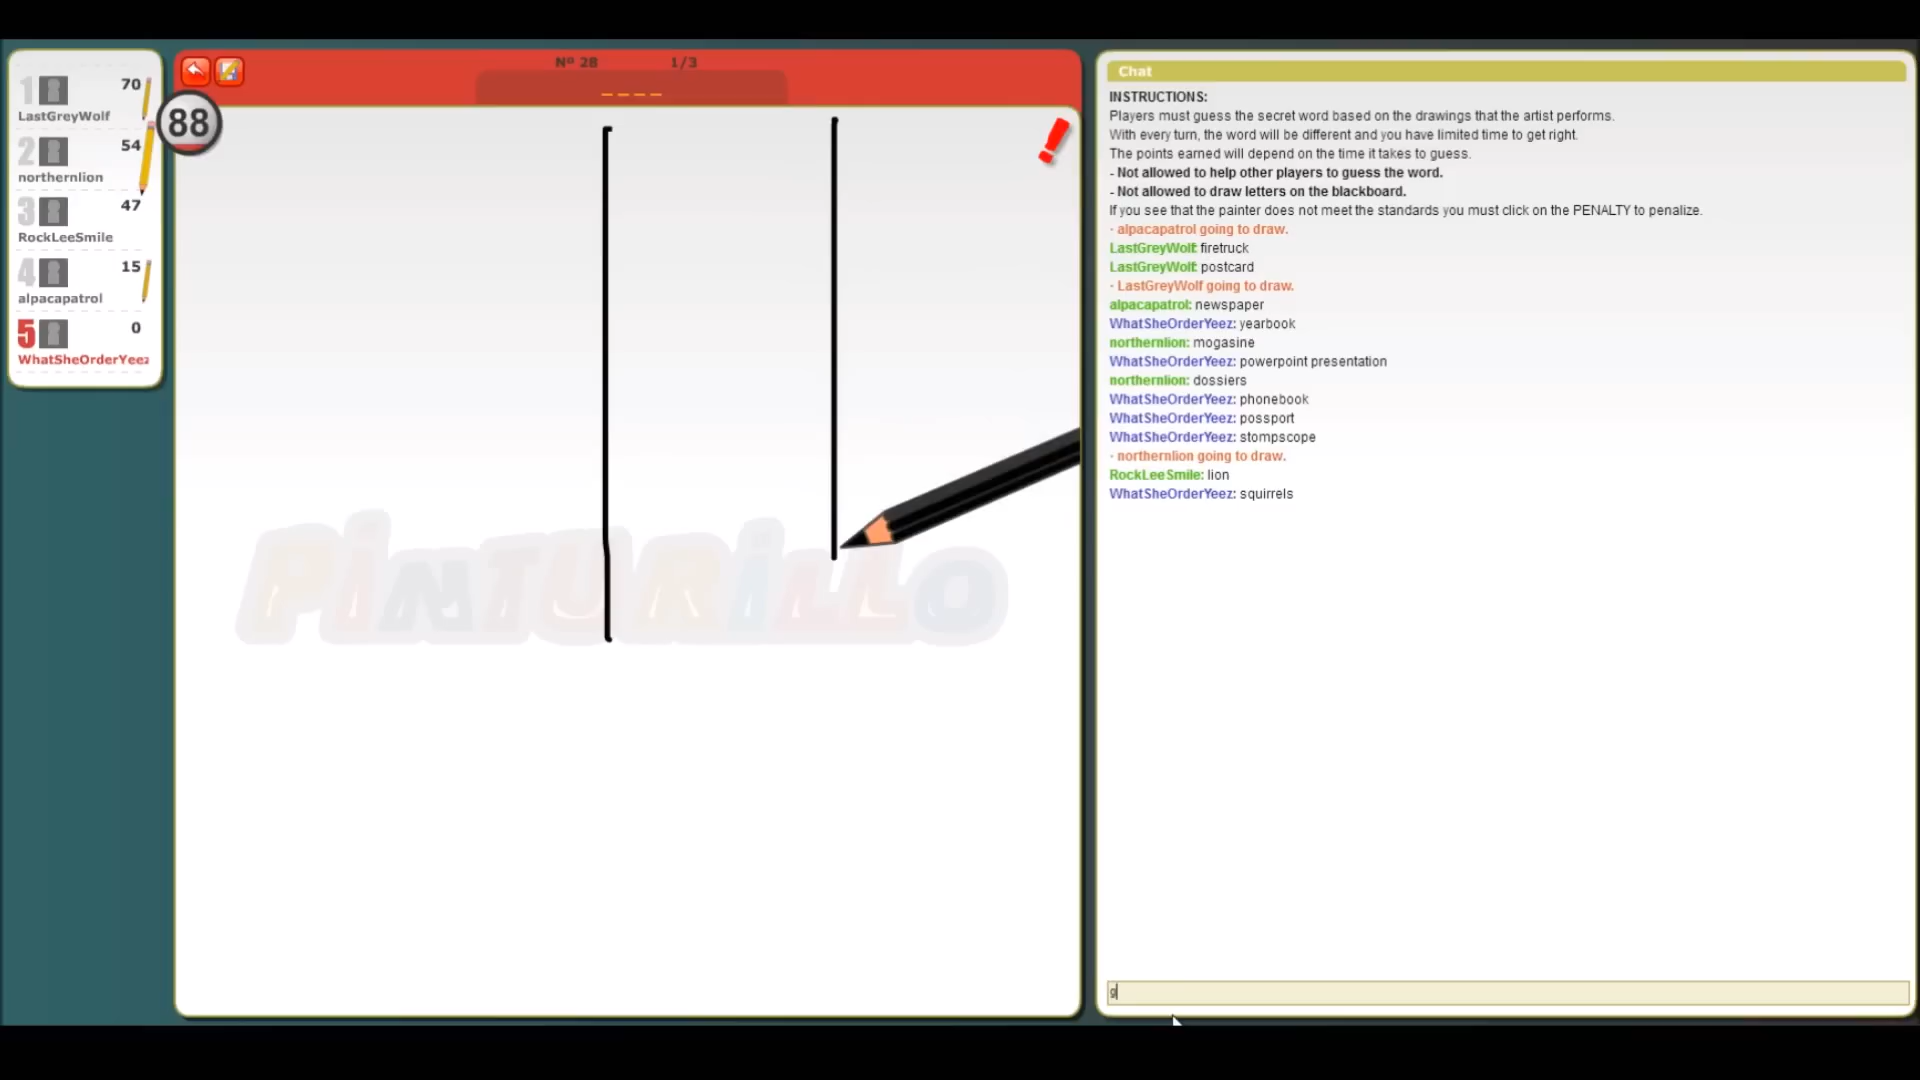 Nº 28 1/3
_ _ _ _
88
1 70
LastGreyWolf
2 54
northernlion
3 47
RockLeeSmile
4 15
alpacapatrol
5 0
WhatSheOrderYeez
PINTURILLO
Chat
INSTRUCTIONS:
Players must guess the secret word based on the drawings that the artist performs.
With every turn, the word will be different and you have limited time to get right.
The points earned will depend on the time it takes to guess.
- Not allowed to help other players to guess the word.
- Not allowed to draw letters on the blackboard.
If you see that the painter does not meet the standards you must click on the PENALTY to penalize.
· alpacapatrol going to draw.
LastGreyWolf: firetruck
LastGreyWolf: postcard
· LastGreyWolf going to draw.
alpacapatrol: newspaper
WhatSheOrderYeez: yearbook
northernlion: mogasine
WhatSheOrderYeez: powerpoint presentation
northernlion: dossiers
WhatSheOrderYeez: phonebook
WhatSheOrderYeez: possport
WhatSheOrderYeez: stompscope
· northernlion going to draw.
RockLeeSmile: lion
WhatSheOrderYeez: squirrels
g